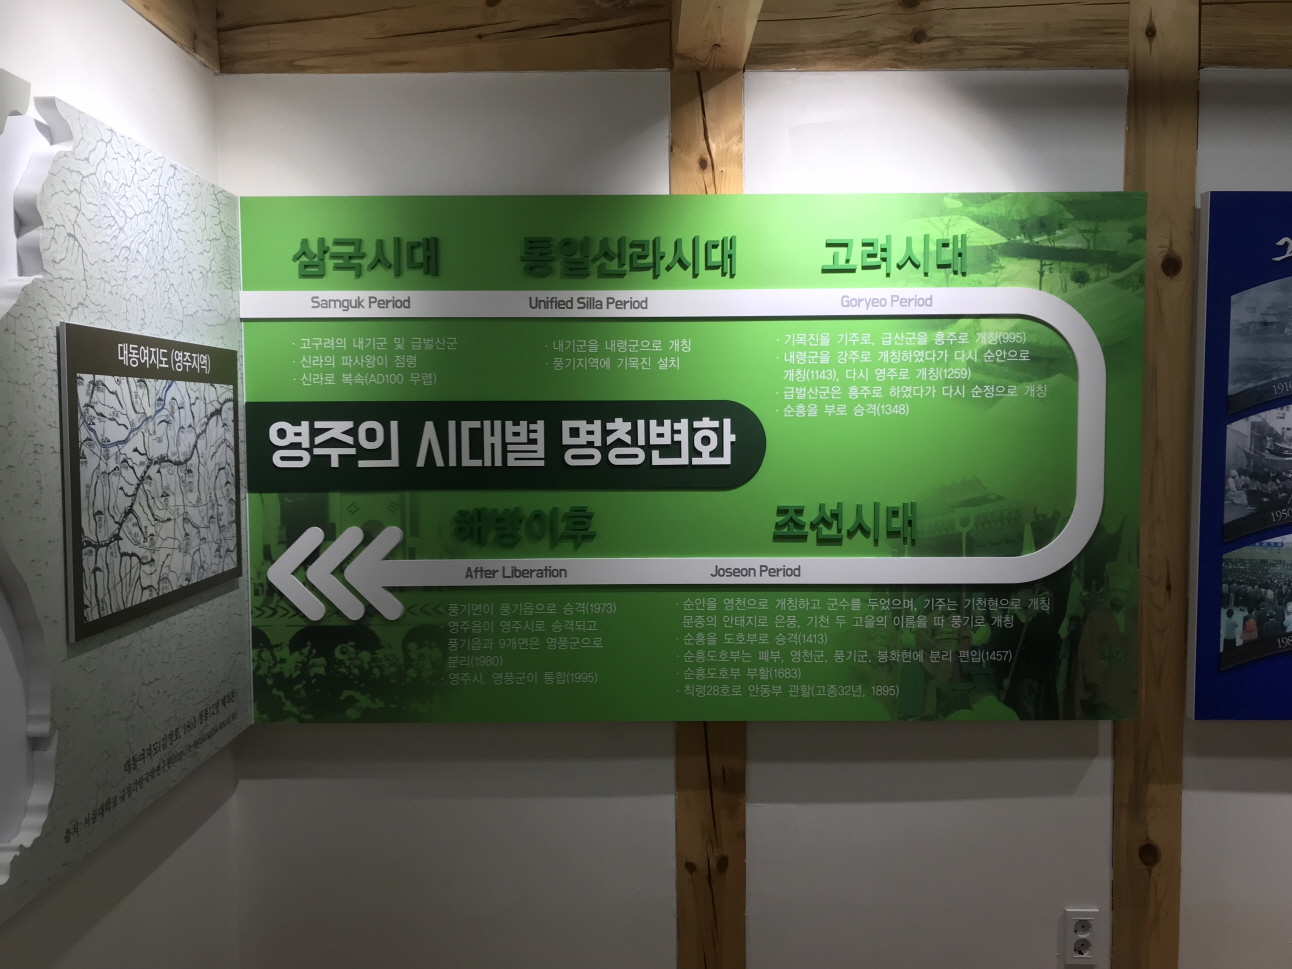 삼국시대
Samguk Period
· 고구려의 내기군 및 급벌산군
· 신라의 파사왕이 점령
· 신라로 복속(AD100 무렵)
통일신라시대
Unified Silla Period
· 내기군을 내령군으로 개칭
· 풍기지역에 기목진 설치
고려시대
Goryeo Period
· 기목진을 기주로, 급산군을 흥주로 개칭(995)
· 내령군을 강주로 개칭하였다가 다시 순안으로
개칭(1143), 다시 영주로 개칭(1259)
· 급벌산군은 흥주로 하였다가 다시 순정으로 개칭
· 순흥을 부로 승격(1348)
영주의 시대별 명칭변화
조선시대
Joseon Period
· 순안을 영천으로 개칭하고 군수를 두었으며, 기주는 기천현으로 개칭
문종의 안태지로 은풍, 기천 두 고을의 이름을 따 풍기로 개칭
· 순흥을 도호부로 승격(1413)
· 순흥도호부는 폐부, 영천군, 풍기군, 봉화현에 분리 편입(1457)
· 순흥도호부 부활(1683)
· 칙령28호로 안동부 관할(고종32년, 1895)
해방이후
After Liberation
· 풍기면이 풍기읍으로 승격(1973)
· 영주읍이 영주시로 승격되고
풍기읍과 9개면은 영풍군으로
분리(1980)
· 영주시, 영풍군이 통합(1995)
대동여지도 (영주지역)
대동여지도(김정호,
출처:
1910
1950
198